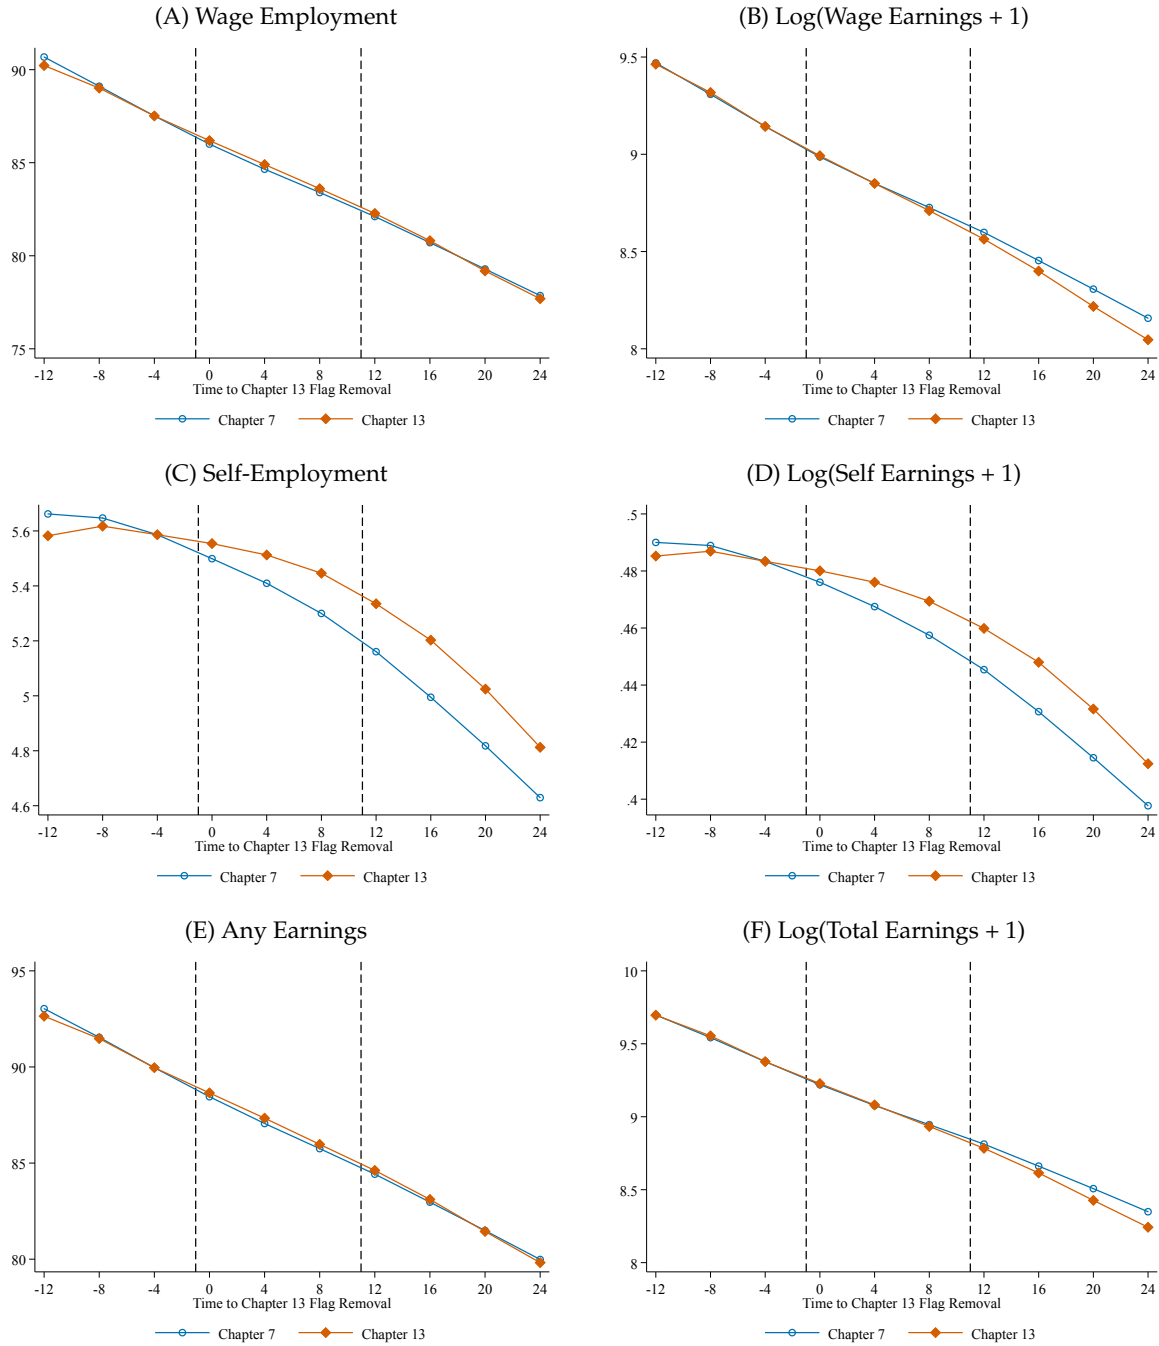 (A) Wage Employment
90
85
80
75
-12 -8 -4 0 4 8 12 16 20 24
Time to Chapter 13 Flag Removal
Chapter 7 Chapter 13
(B) Log(Wage Earnings + 1)
9.5
9
8.5
8
-12 -8 -4 0 4 8 12 16 20 24
Time to Chapter 13 Flag Removal
Chapter 7 Chapter 13
(C) Self-Employment
5.6
5.4
5.2
5
4.8
4.6
-12 -8 -4 0 4 8 12 16 20 24
Time to Chapter 13 Flag Removal
Chapter 7 Chapter 13
(D) Log(Self Earnings + 1)
.5
.48
.46
.44
.42
.4
-12 -8 -4 0 4 8 12 16 20 24
Time to Chapter 13 Flag Removal
Chapter 7 Chapter 13
(E) Any Earnings
95
90
85
80
-12 -8 -4 0 4 8 12 16 20 24
Time to Chapter 13 Flag Removal
Chapter 7 Chapter 13
(F) Log(Total Earnings + 1)
10
9.5
9
8.5
8
-12 -8 -4 0 4 8 12 16 20 24
Time to Chapter 13 Flag Removal
Chapter 7 Chapter 13